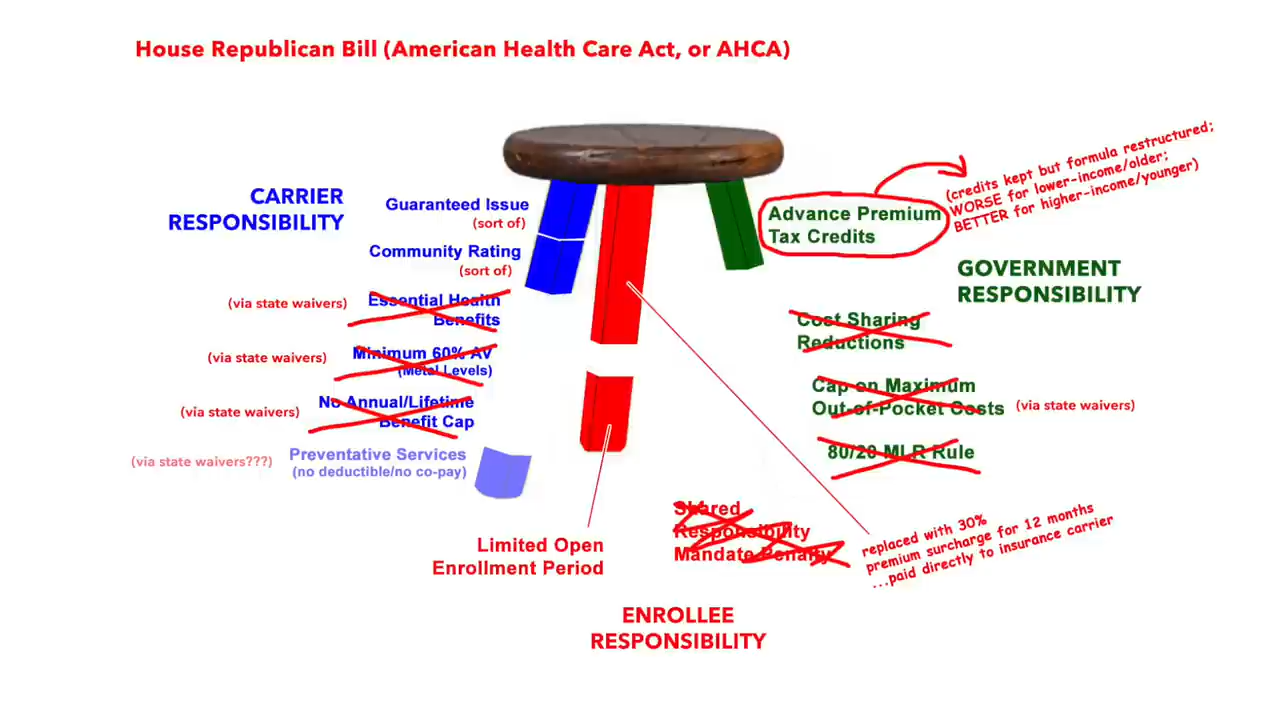 House Republican Bill (American Health Care Act, or AHCA)
CARRIER
RESPONSIBILITY
Guaranteed Issue
(sort of)
Community Rating
(sort of)
(via state waivers)
Essential Health
Benefits
(via state waivers)
Minimum 60% AV
(Metal Levels)
(via state waivers)
No Annual/Lifetime
Benefit Cap
(via state waivers???)
Preventative Services
(no deductible/no co-pay)
Advance Premium
Tax Credits
(credits kept but formula restructured;
WORSE for lower-income/older;
BETTER for higher-income/younger)
GOVERNMENT
RESPONSIBILITY
Cost Sharing
Reductions
Cap on Maximum
Out-of-Pocket Costs
(via state waivers)
80/20 MLR Rule
Limited Open
Enrollment Period
Shared
Responsibility
Mandate Penalty
replaced with 30%
premium surcharge for 12 months
...paid directly to insurance carrier
ENROLLEE
RESPONSIBILITY